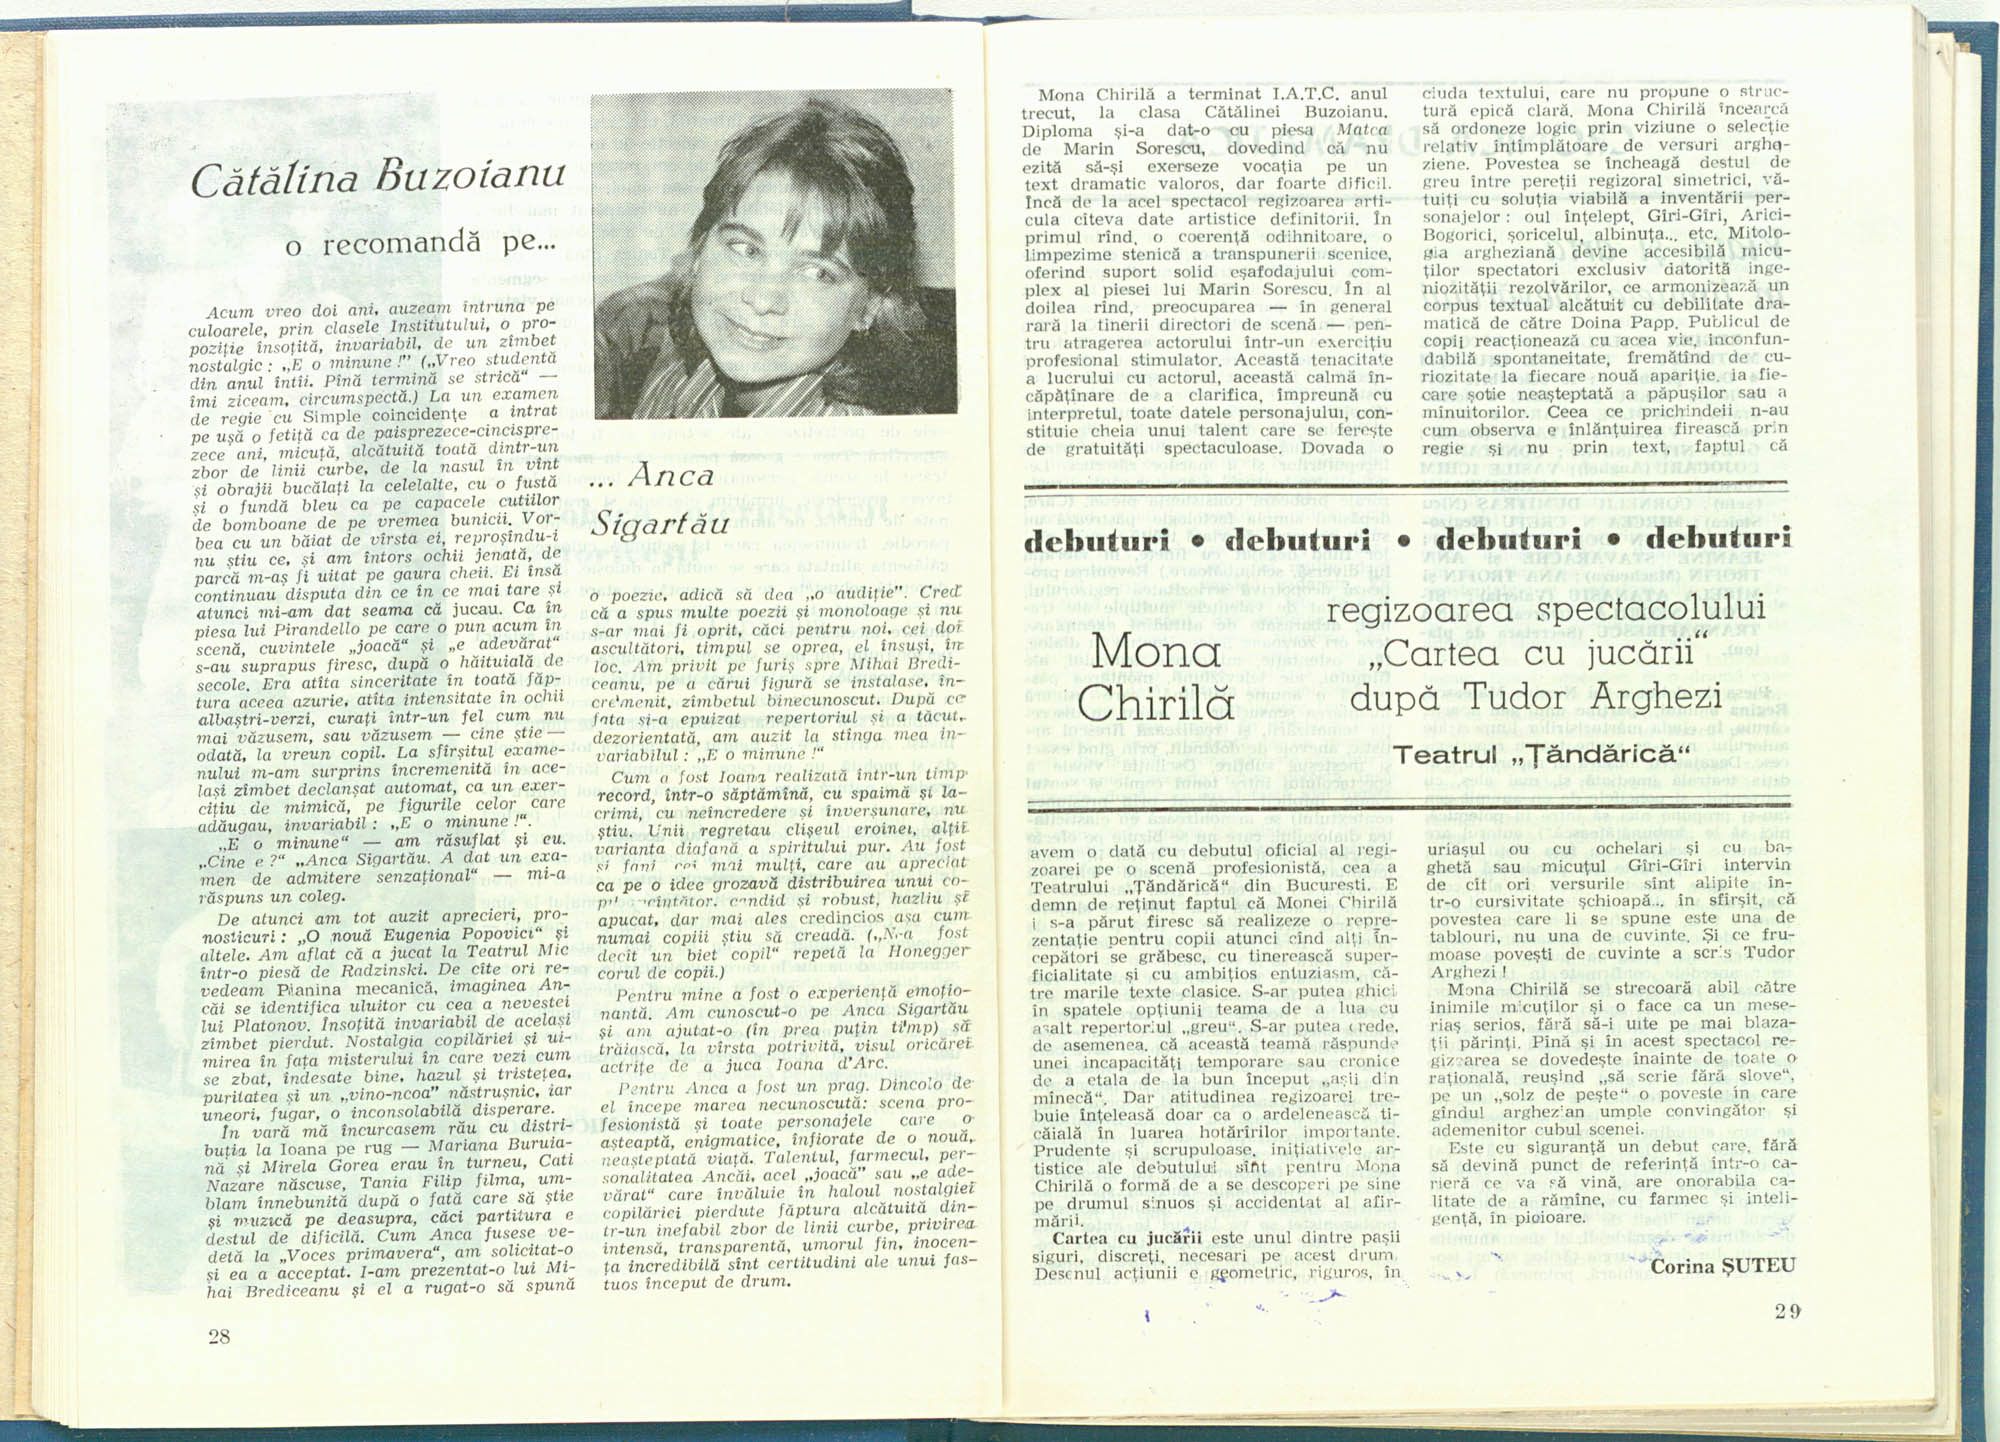 Cătălina Buzoianu
o recomandă pe...
Acum vreo doi ani, auzeam întruna pe
culoarele, prin clasele Institutului, o pro-
poziție însoțită, invariabil, de un zîmbet
nostalgic : „E o minune !” („Vreo studentă
din anul întîi. Pînă termină se strică“ —
îmi ziceam, circumspectă.) La un examen
de regie cu Simple coincidențe a intrat
pe ușă o fetiță ca de paisprezece-cincispre-
zece ani, micuță, alcătuită toată dintr-un
zbor de linii curbe, de la nasul în vînt
și obrajii bucălați la celelalte, cu o fustă
și o fundă bleu ca pe capacele cutiilor
de bomboane de pe vremea bunicii. Vor-
bea cu un băiat de vîrsta ei, reproșîndu-i
nu știu ce, și am întors ochii jenată, de
parcă m-aș fi uitat pe gaura cheii. Ei însă
continuau disputa din ce în ce mai tare și
atunci mi-am dat seama că jucau. Ca în
piesa lui Pirandello pe care o pun acum în
scenă, cuvintele „joacă“ și „e adevărat“
s-au suprapus firesc, după o hăituială de
secole. Era atîta sinceritate în toată făp-
tura aceea azurie, atîta intensitate în ochii
albaștri-verzi, curați într-un fel cum nu
mai văzusem, sau văzusem — cine știe —
odată, la vreun copil. La sfîrșitul exame-
nului m-am surprins încremenită în ace-
lași zîmbet declanșat automat, ca un exer-
cițiu de mimică, pe figurile celor care
adăugau, invariabil : „E o minune !“.
„E o minune“ — am răsuflat și eu.
„Cine e ?“ „Anca Sigartău. A dat un exa-
men de admitere senzațional“ — mi-a
răspuns un coleg.
De atunci am tot auzit aprecieri, pro-
nosticuri : „O nouă Eugenia Popovici“ și
altele. Am aflat că a jucat la Teatrul Mic
într-o piesă de Radzinski. De cîte ori re-
vedeam Pianina mecanică, imaginea An-
căi se identifica uluitor cu cea a nevestei
lui Platonov. Însoțită invariabil de același
zîmbet pierdut. Nostalgia copilăriei și ui-
mirea în fața misterului în care vezi cum
se zbat, îndesate bine, hazul și tristețea,
puritatea și un „vino-ncoa” năstrușnic, iar
uneori, fugar, o inconsolabilă disperare.
În vară mă încurcasem rău cu distri-
buția la Ioana pe rug — Mariana Buruia-
nă și Mirela Gorea erau în turneu, Cati
Nazare născuse, Tania Filip filma, um-
blam înnebunită după o fată care să știe
și muzică pe deasupra, căci partitura e
destul de dificilă. Cum Anca fusese ve-
detă la „Voces primavera“, am solicitat-o
și ea a acceptat. I-am prezentat-o lui Mi-
hai Brediceanu și el a rugat-o să spună
28
... Anca
Sigartău
o poezie, adică să dea „o audiție”. Cred
că a spus multe poezii și monoloage și nu
s-ar mai fi oprit, căci pentru noi, cei doi
ascultători, timpul se oprea, el însuși, în
loc. Am privit pe furiș spre Mihai Bredi-
ceanu, pe a cărui figură se instalase, în-
cremenit, zîmbetul binecunoscut. După ce
fata și-a epuizat repertoriul și a tăcut,
dezorientată, am auzit la stînga mea in-
variabilul : „E o minune !“
Cum a fost Ioana realizată într-un timp
record, într-o săptămînă, cu spaimă și la-
crimi, cu neîncredere și înverșunare, nu
știu. Unii regretau clișeul eroinei, alții
varianta diafană a spiritului pur. Au fost
și fani cei mai mulți, care au apreciat
ca pe o idee grozavă distribuirea unui co-
candid și robust, hazliu și
apucat, dar mai ales credincios așa cum
numai copiii știu să creadă. („N-a fost
decît un biet copil“ repetă la Honegger
corul de copii.)
Pentru mine a fost o experiență emoțio-
nantă. Am cunoscut-o pe Anca Sigartău
și am ajutat-o (în prea puțin timp) să
trăiască, la vîrsta potrivită, visul oricărei
actrițe de a juca Ioana d’Arc.
Pentru Anca a fost un prag. Dincolo de
el începe marea necunoscută: scena pro-
fesionistă și toate personajele care o
așteaptă, enigmatice, înfiorate de o nouă,
neașteptată viață. Talentul, farmecul, per-
sonalitatea Ancăi, acel „joacă” sau „e ade-
vărat“ care învăluie în haloul nostalgiei
copilăriei pierdute făptura alcătuită din-
tr-un inefabil zbor de linii curbe, privirea
intensă, transparentă, umorul fin, inocen-
ța incredibilă sînt certitudini ale unui fas-
tuos început de drum.
Mona Chirilă a terminat I.A.T.C. anul
trecut, la clasa Cătălinei Buzoianu.
Diploma și-a dat-o cu piesa Matca
de Marin Sorescu, dovedind că nu
ezită să-și exerseze vocația pe un
text dramatic valoros, dar foarte dificil.
Încă de la acel spectacol regizoarea arti-
cula cîteva date artistice definitorii. În
primul rînd, o coerență odihnitoare, o
limpezime stenică a transpunerii scenice,
oferind suport solid eșafodajului com-
plex al piesei lui Marin Sorescu. În al
doilea rînd, preocuparea — în general
rară la tinerii directori de scenă — pen-
tru atragerea actorului într-un exercițiu
profesional stimulator. Această tenacitate
a lucrului cu actorul, această calmă în-
căpățînare de a clarifica, împreună cu
interpretul, toate datele personajului, con-
stituie cheia unui talent care se ferește
de gratuități spectaculoase. Dovada o
ciuda textului, care nu propune o struc-
tură epică clară. Mona Chirilă încearcă
să ordoneze logic prin viziune o selecție
relativ întîmplătoare de versuri arghe-
ziene. Povestea se încheagă destul de
greu între pereții regizoral simetrici, vă-
tuiți cu soluția viabilă a inventării per-
sonajelor : oul înțelept, Gîri-Gîri, Arici-
Bogorici, șoricelul, albinuța... etc. Mitolo-
gia argheziană devine accesibilă micu-
ților spectatori exclusiv datorită inge-
niozității rezolvărilor, ce armonizează un
corpus textual alcătuit cu debilitate dra-
matică de către Doina Papp. Publicul de
copii reacționează cu acea vie, inconfun-
dabilă spontaneitate, fremătînd de cu-
riozitate la fiecare nouă apariție, la fie-
care șotie neașteptată a păpușilor sau a
mînuitorilor. Ceea ce prichindeii n-au
cum observa e înlănțuirea firească prin
regie și nu prin text, faptul că
debuturi • debuturi • debuturi • debuturi
Mona
Chirilă
regizoarea spectacolului
„Cartea cu jucării“
după Tudor Arghezi
Teatrul „Țăndărică“
avem o dată cu debutul oficial al regi-
zoarei pe o scenă profesionistă, cea a
Teatrului „Țăndărică“ din București. E
demn de reținut faptul că Monei Chirilă
i s-a părut firesc să realizeze o repre-
zentație pentru copii atunci cînd alți în-
cepători se grăbesc, cu tinerească super-
ficialitate și cu ambițios entuziasm, că-
tre marile texte clasice. S-ar putea ghici
în spatele opțiunii teama de a lua cu
asalt repertoriul „greu“. S-ar putea crede,
de asemenea, că această teamă răspunde
unei incapacități temporare sau cronice
de a etala de la bun început „așii din
mînecă“. Dar atitudinea regizoarei tre-
buie înțeleasă doar ca o ardelenească ti-
căială în luarea hotărîrilor importante.
Prudente și scrupuloase, inițiativele ar-
tistice ale debutului sînt pentru Mona
Chirilă o formă de a se descoperi pe sine
pe drumul sinuos și accidentat al afir-
mării.
Cartea cu jucării este unul dintre pașii
siguri, discreți, necesari pe acest drum.
Desenul acțiunii e geometric, riguros, în
uriașul ou cu ochelari și cu ba-
ghetă sau micuțul Gîri-Gîri intervin
de cît ori versurile sînt alipite în-
tr-o cursivitate șchioapă... în sfîrșit, că
povestea care li se spune este una de
tablouri, nu una de cuvinte. Și ce fru-
moase povești de cuvinte a scris Tudor
Arghezi !
Mona Chirilă se strecoară abil către
inimile micuților și o face ca un mese-
riaș serios, fără să-i uite pe mai blaza-
ții părinți. Pînă și în acest spectacol re-
gizoarea se dovedește înainte de toate o
rațională, reușind „să scrie fără slove“,
pe un „solz de pește“ o poveste în care
gîndul arghezian umple convingător și
ademenitor cubul scenei.
Este cu siguranță un debut care, fără
să devină punct de referință într-o ca-
rieră ce va să vină, are onorabila ca-
litate de a rămîne, cu farmec și inteli-
gență, în picioare.
Corina ȘUTEU
29